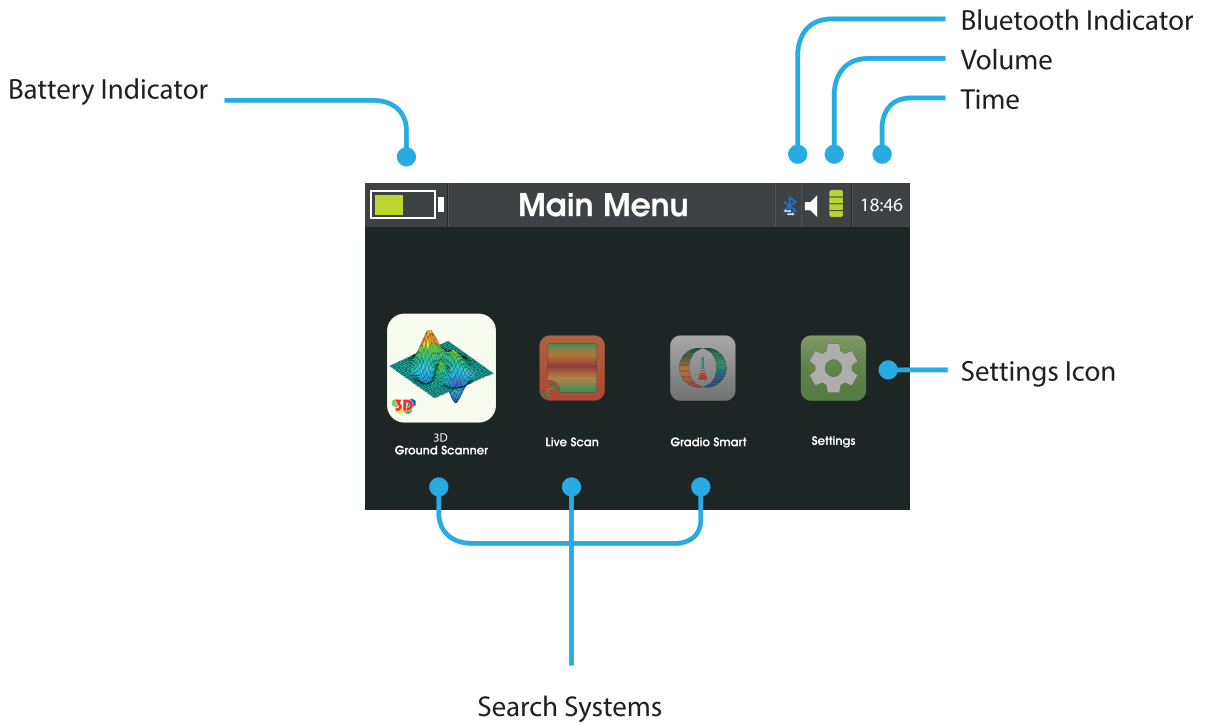 Bluetooth Indicator
Volume
Time
Battery Indicator
Main Menu
18:46
3D
3D
Ground Scanner
Live Scan
Gradio Smart
Settings
Settings Icon
Search Systems